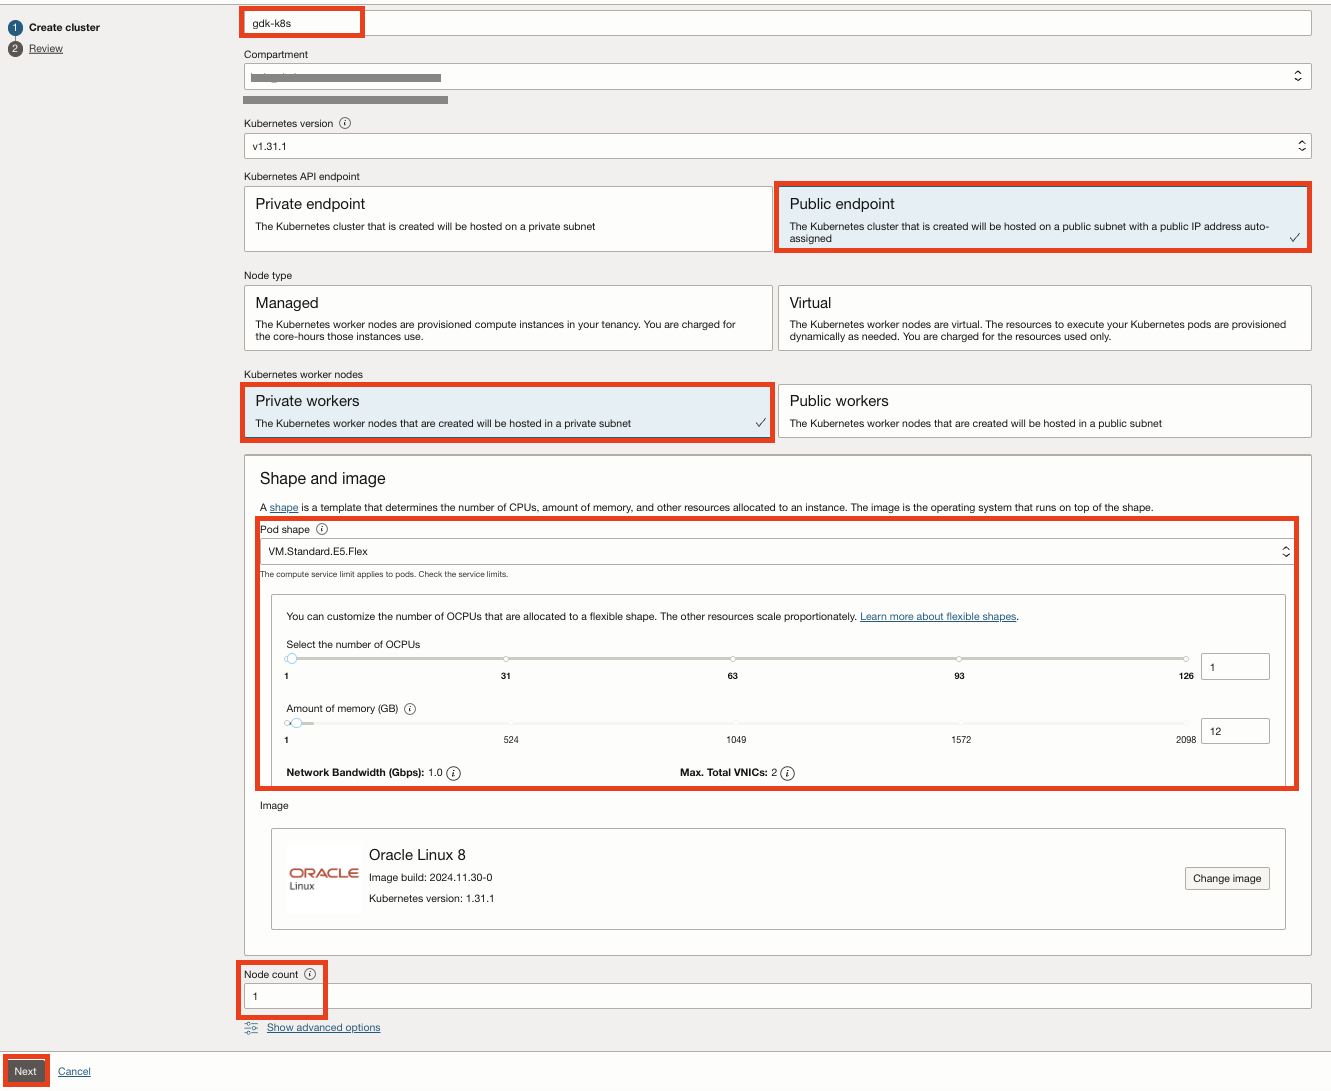 1 Create cluster
2 Review
gdk-k8s
Compartment
Kubernetes version
v1.31.1
Kubernetes API endpoint
Private endpoint
The Kubernetes cluster that is created will be hosted on a private subnet
Public endpoint
The Kubernetes cluster that is created will be hosted on a public subnet with a public IP address auto-
assigned
Node type
Managed
The Kubernetes worker nodes are provisioned compute instances in your tenancy. You are charged for
the core-hours those instances use.
Virtual
The Kubernetes worker nodes are virtual. The resources to execute your Kubernetes pods are provisioned
dynamically as needed. You are charged for the resources used only.
Kubernetes worker nodes
Private workers
The Kubernetes worker nodes that are created will be hosted in a private subnet
Public workers
The Kubernetes worker nodes that are created will be hosted in a public subnet
Shape and image
A shape is a template that determines the number of CPUs, amount of memory, and other resources allocated to an instance. The image is the operating system that runs on top of the shape.
Pod shape
VM.Standard.E5.Flex
The compute service limit applies to pods. Check the service limits.
You can customize the number of OCPUs that are allocated to a flexible shape. The other resources scale proportionately. Learn more about flexible shapes.
Select the number of OCPUs
1 31 63 93 126
1
Amount of memory (GB)
1 524 1049 1572 2098
12
Network Bandwidth (Gbps): 1.0
Max. Total VNICs: 2
Image
ORACLE
Linux
Oracle Linux 8
Image build: 2024.11.30-0
Kubernetes version: 1.31.1
Change image
Node count
1
Show advanced options
Next
Cancel